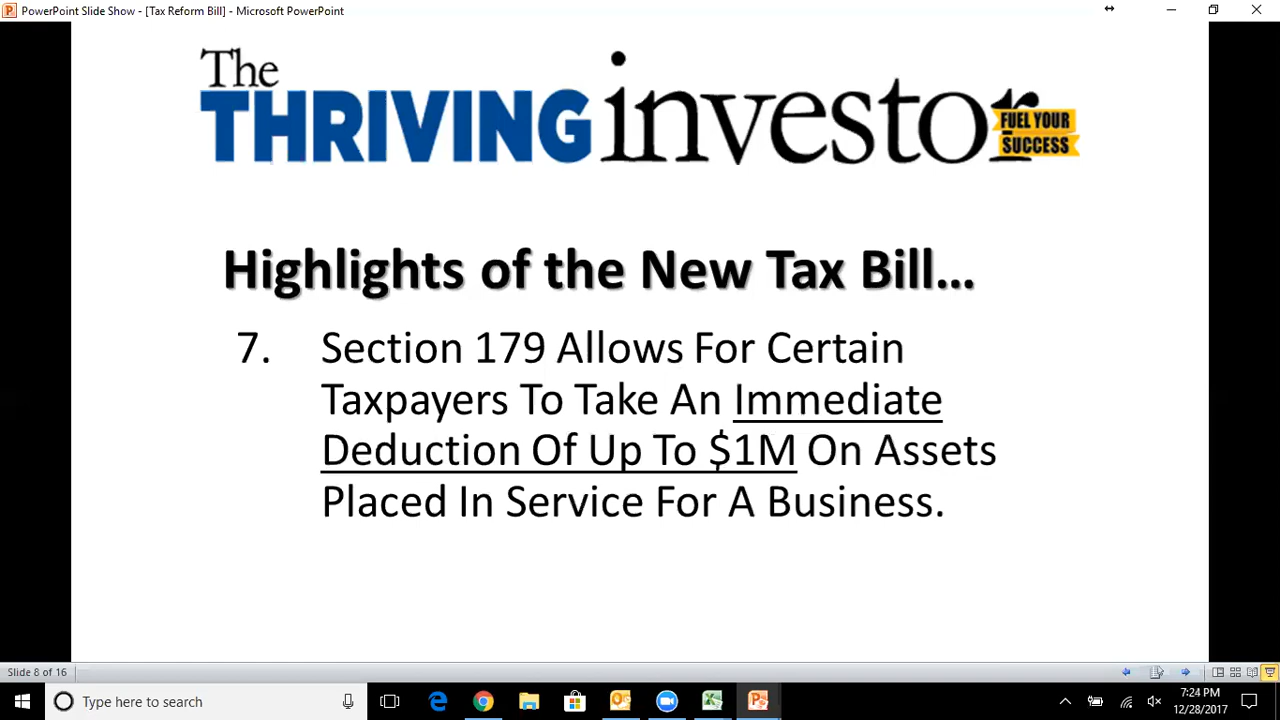 PowerPoint Slide Show - [Tax Reform Bill] - Microsoft PowerPoint
The
THRIVING investor
FUEL YOUR
SUCCESS
Highlights of the New Tax Bill...
7. Section 179 Allows For Certain
Taxpayers To Take An Immediate
Deduction Of Up To $1M On Assets
Placed In Service For A Business.
Slide 8 of 16
Type here to search
7:24 PM
12/28/2017